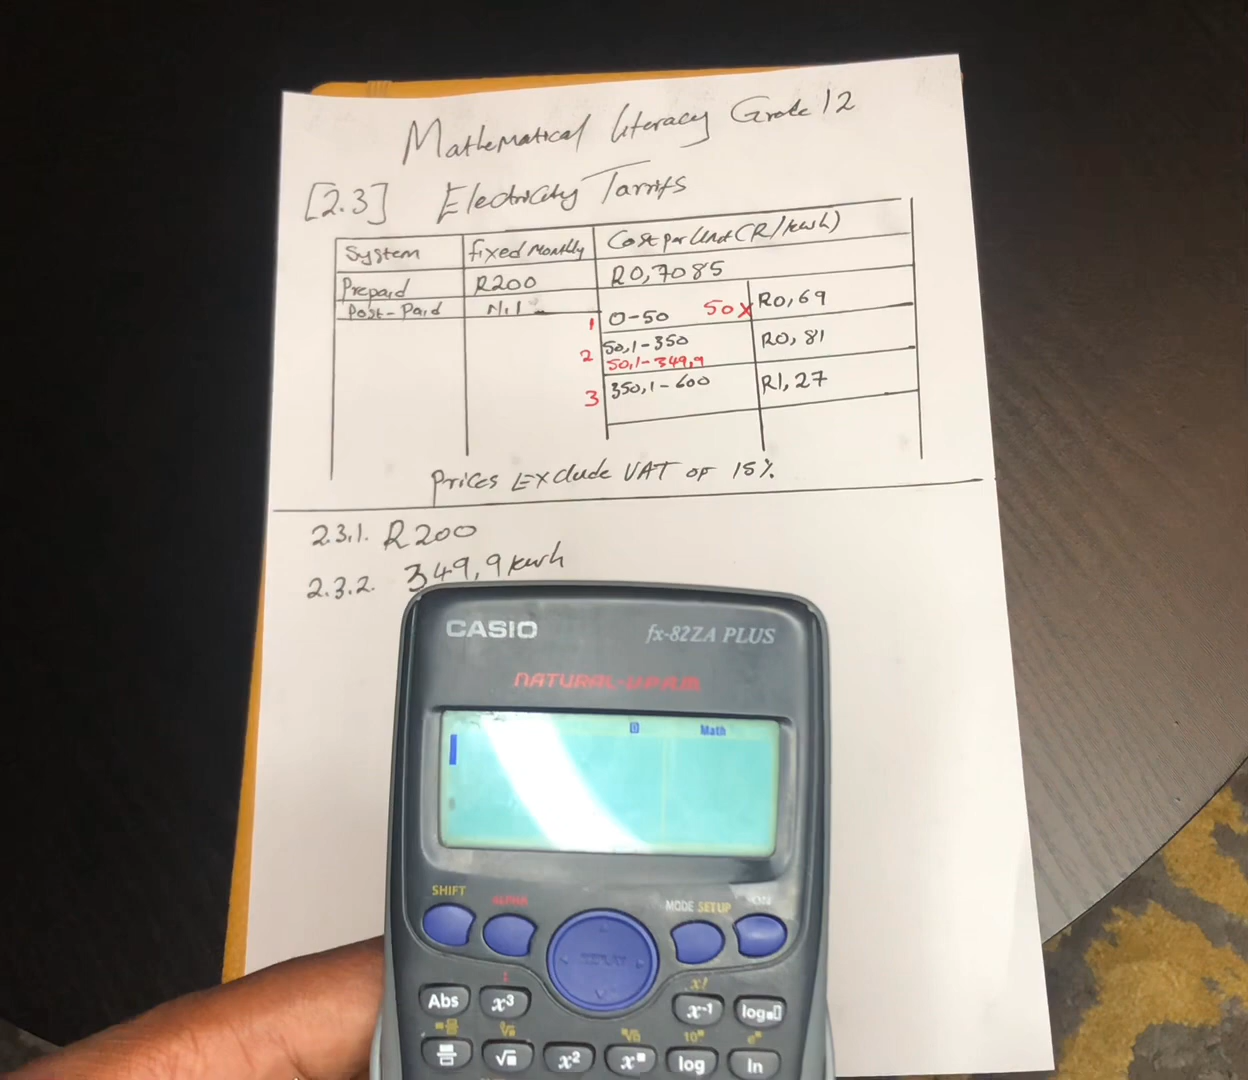 Mathematical Literacy Grade 12
[2.3] Electricity Tarrifs
System Fixed Monthly Cost per Unit (R/kwh)
Prepaid R200 R0,7085
Post-Paid Nil
1 0-50 50x R0,69
2 50,1-350 R0,81
50,1-349,9
3 350,1-600 R1,27
Prices Exclude VAT of 15%
2.3.1. R200
2.3.2. 349,9 kwh
CASIO fx-82ZA PLUS
NATURAL-V.P.A.M.
D Math
SHIFT ALPHA MODE SETUP ON
REPLAY
x!
Abs x³ x⁻¹ log▪▯
10■ e■
√■ x² x■ log ln